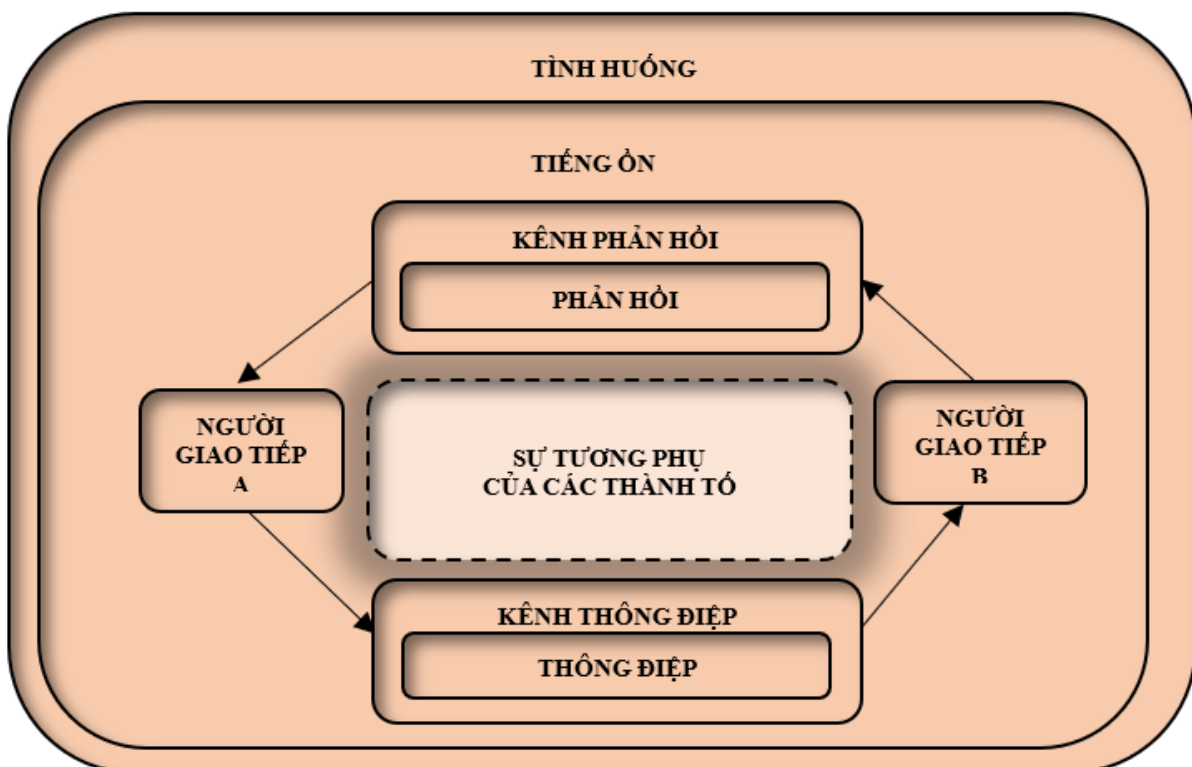 TÌNH HUỐNG
TIẾNG ỒN
KÊNH PHẢN HỒI
PHẢN HỒI
NGƯỜI
GIAO TIẾP
A
SỰ TƯƠNG PHỤ
CỦA CÁC THÀNH TỐ
NGƯỜI
GIAO TIẾP
B
KÊNH THÔNG ĐIỆP
THÔNG ĐIỆP